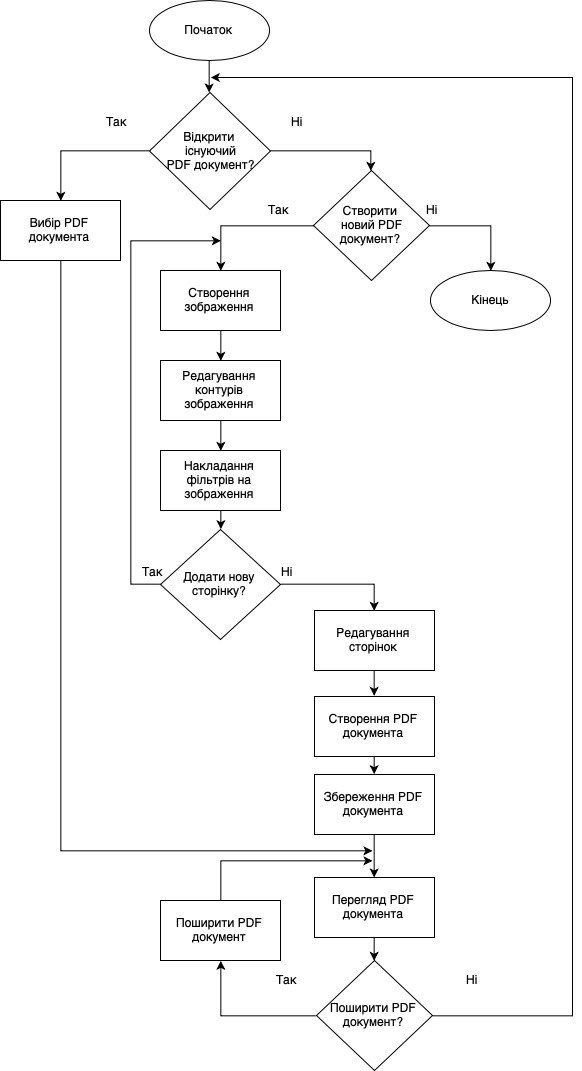 Початок
Так
Ні
Відкрити
існуючий
PDF документ?
Вибір PDF
документа
Так
Створити
новий PDF
документ?
Ні
Кінець
Створення
зображення
Редагування
контурів
зображення
Накладання
фільтрів на
зображення
Так
Додати нову
сторінку?
Ні
Редагування
сторінок
Створення PDF
документа
Збереження PDF
документа
Поширити PDF
документ
Перегляд PDF
документа
Так
Ні
Поширити PDF
документ?